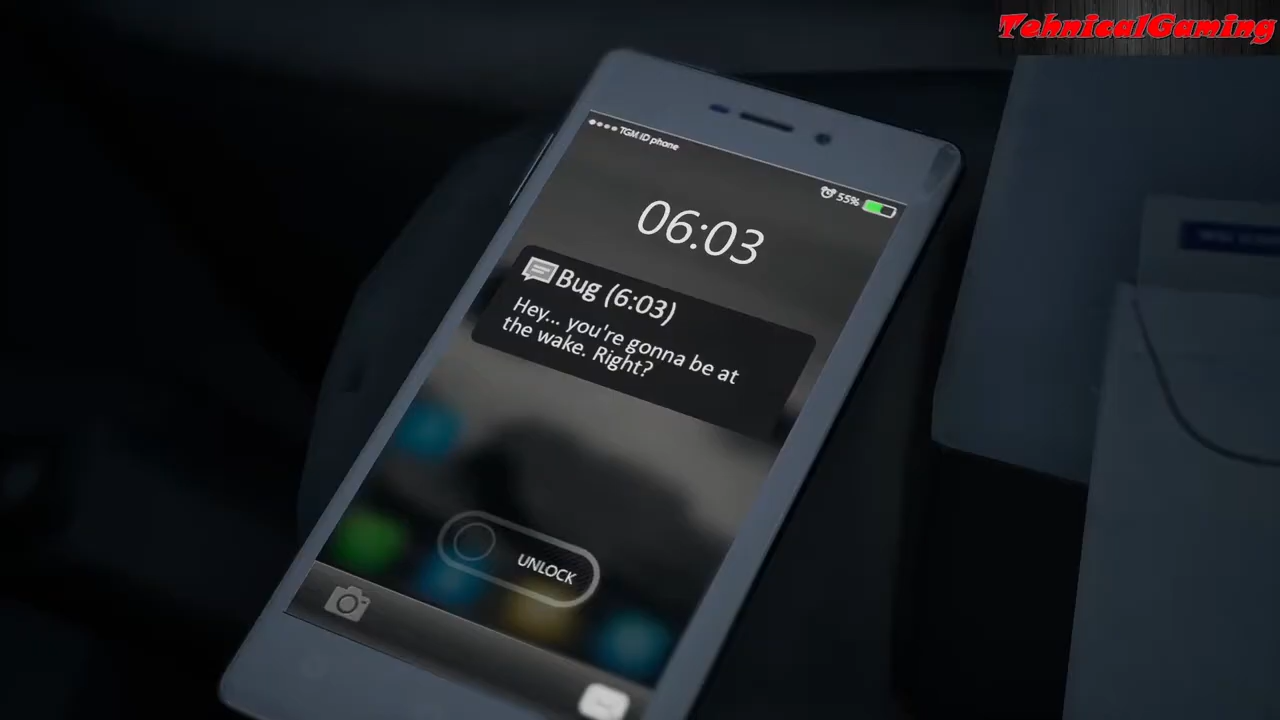 TehnicalGaming
TGM.ID phone
55%
06:03
Bug (6:03)
Hey... you're gonna be at
the wake. Right?
UNLOCK